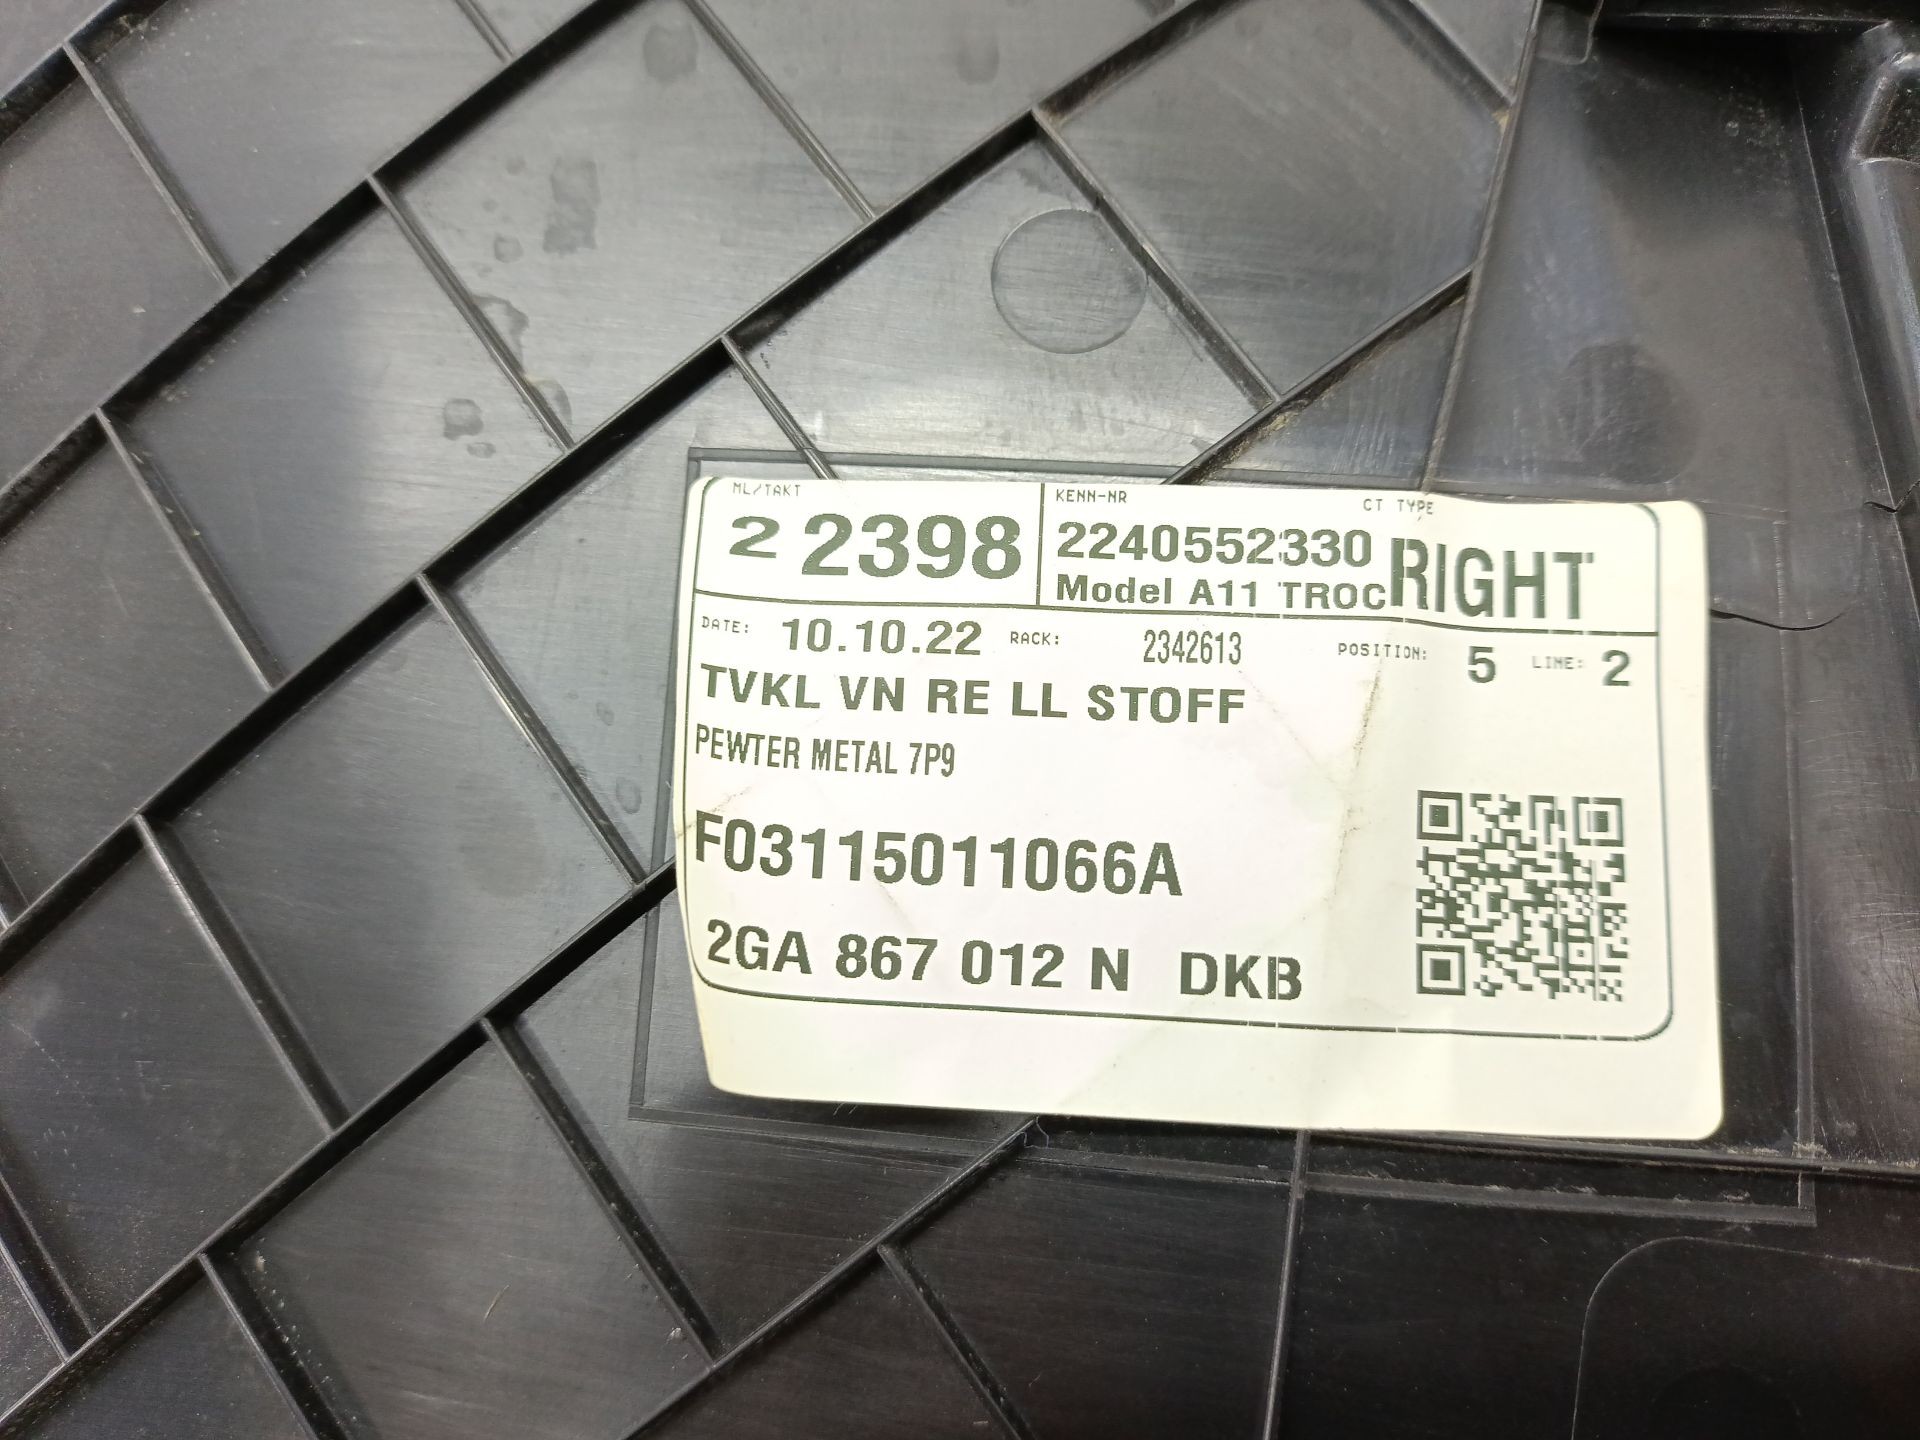 ML/TAKT
2 2398
KENN-NR
2240552330
Model A11 TROC
CT TYPE
RIGHT
DATE: 10.10.22 RACK: 2342613 POSITION: 5 LINE: 2
TVKL VN RE LL STOFF
PEWTER METAL 7P9
F03115011066A
2GA 867 012 N DKB